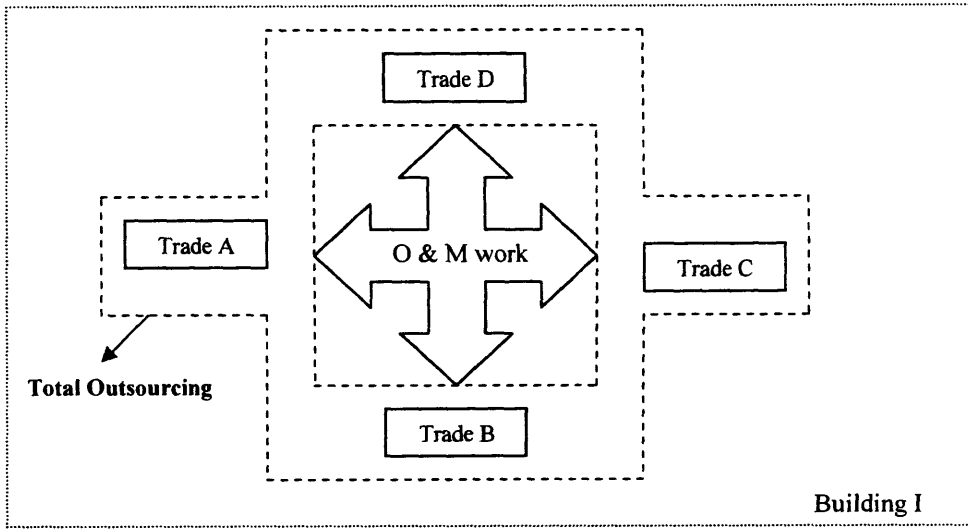 Trade D
Trade A
O & M work
Trade C
Total Outsourcing
Trade B
Building I